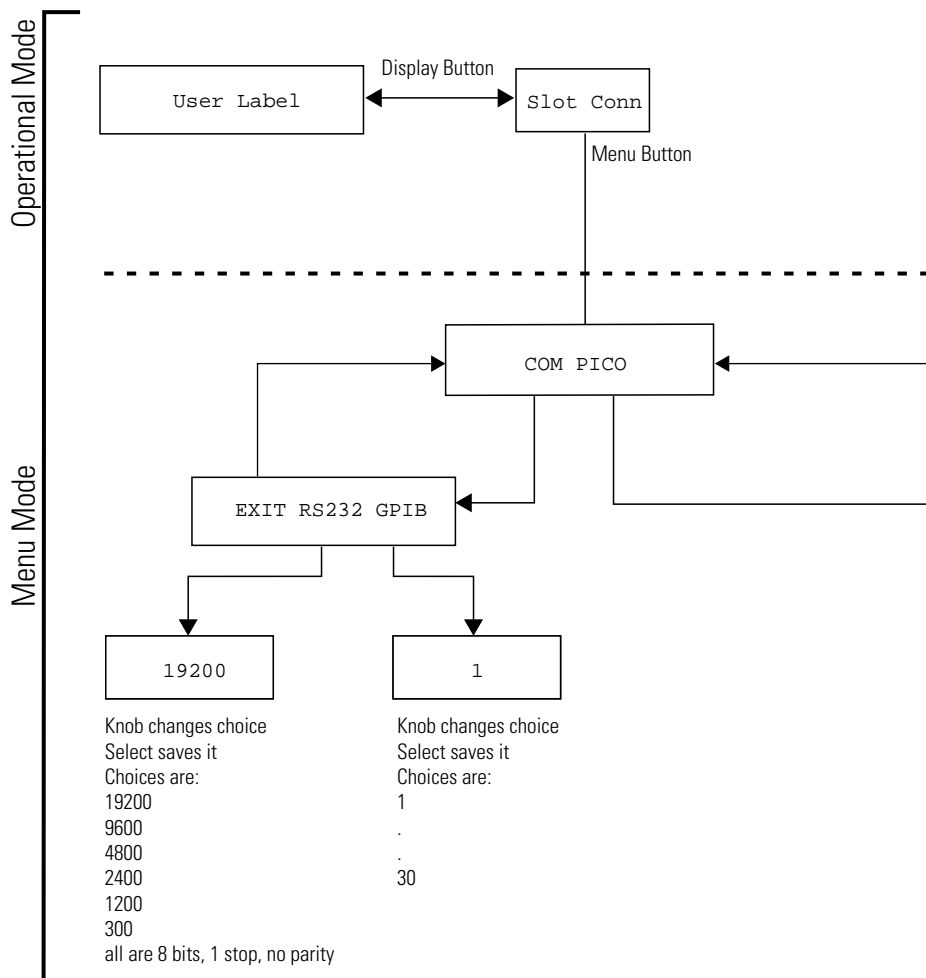 Operational Mode
Display Button
User Label
Slot Conn
Menu Button
Menu Mode
COM PICO
EXIT RS232 GPIB
19200
Knob changes choice
Select saves it
Choices are:
19200
9600
4800
2400
1200
300
all are 8 bits, 1 stop, no parity
1
Knob changes choice
Select saves it
Choices are:
1
.
.
30